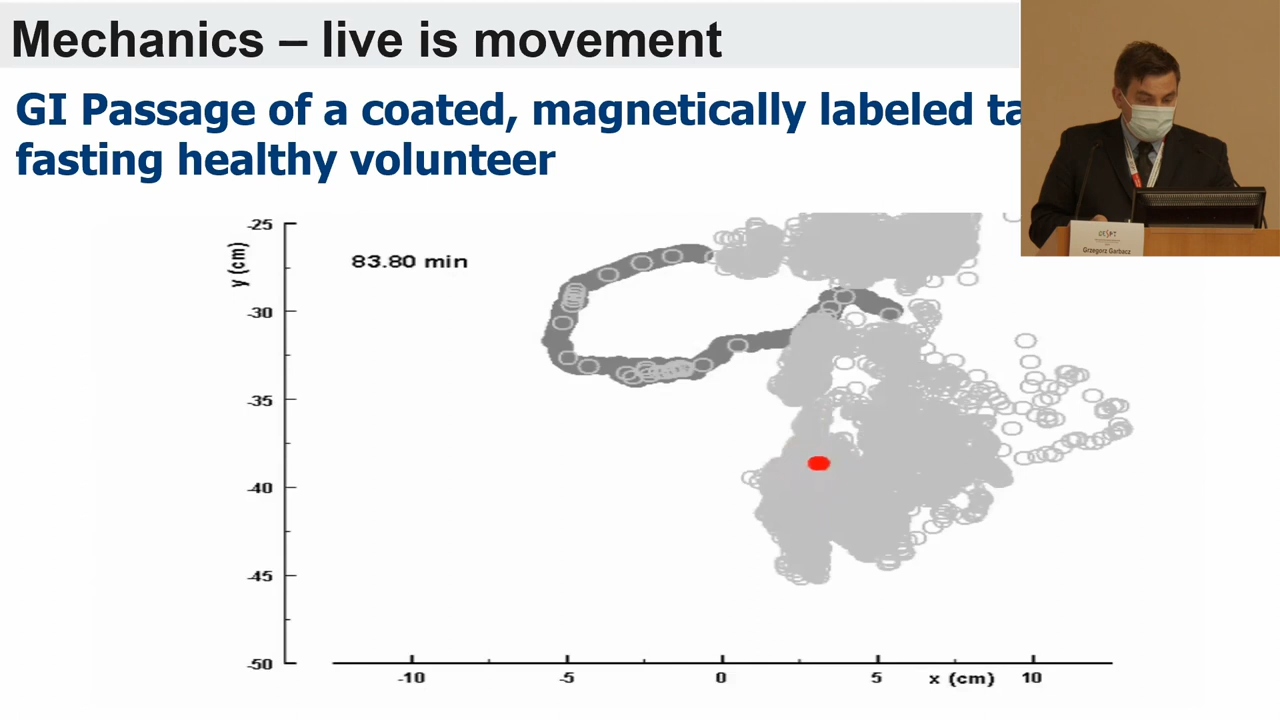 Mechanics – live is movement
GI Passage of a coated, magnetically labeled ta
fasting healthy volunteer
y (cm)
83.80 min
-25
-30
-35
-40
-45
-50
-10
-5
0
5
x (cm)
10
Grzegorz Garbacz